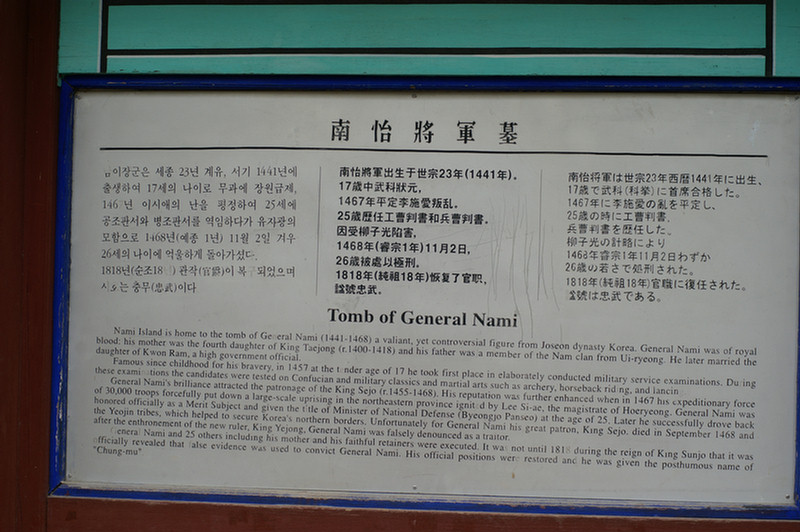 南怡將軍墓
이장군은 세종 23년 계유, 서기 1441년에
출생하여 17세의 나이로 무과에 장원급제,
이시애의 난을 평정하여 25세에
공조판서와 병조판서를 역임하다가 유자광의
모함으로 1468년(예종 1년) 11월 2일 겨우
26세의 나이에 억울하게 돌아가셨다.
1818년(순조18 관작(官爵)이 복 되었으며
시 는 충무(忠武)이다
南怡將軍出生于世宗23年(1441年).
17歲中武科狀元,
1467年平定李施愛叛乱.
25歲歷任工曹判書和兵曹判書.
因受柳子光陷害,
1468年(睿宗1年)11月2日,
26歲被處以極刑.
1818年(純祖18年)恢复了官职,
諡號忠武.
南怡将軍は世宗23年西暦1441年に出生、
17歳で武科(科挙)に首席合格した。
1467年に李施愛の亂を平定し、
25歳の時に工曹判書、
兵曹判書を歴任した。
柳子光の計略により
1468年睿宗1年11月2日わずか
26歳の若さで処刑された。
1818年(純祖18年)官職に復任された。
諡號は忠武である。
Tomb of General Nami
Nami Island is home to the tomb of Ge eral Nami (1441-1468) a valiant, yet controversial figure from Joseon dynasty Korea. General Nami was of royal
blood: his mother was the fourth daughter of King Taejong (r.1400-1418) and his father was a member of the Nam clan from Ui-ryeong. He later married the
daughter of Kwon Ram, a high government official.
Famous since childhood for his bravery, in 1457 at the t nder age of 17 he took first place in elaborately conducted military service examinations. Du ing
these exami tions the candidates were tested on Confucian and military classics and martial arts such as archery, horseback rid ng, and lancin
General Nami's brilliance attracted the patronage of the King Sejo (r.1455-1468). His reputation was further enhanced when in 1467 his expeditionary force
of 30,000 troops forcefully put down a large-scale uprising in the northeastern province ignit d by Lee Si-ae, the magistrate of Hoeryeong. General Nami was
honored officially as a Merit Subject and given the title of Minister of National Defense (Byeongjo Panseo) at the age of 25. Later he successfully drove back
the Yeojin tribes, which helped to secure Korea's northern borders. Unfortunately for General Nami his great patron, King Sejo. died in September 1468 and
after the enthronement of the new ruler, King Yejong, General Nami was falsely denounced as a traitor.
enera Nami and 25 others including his mother and his faithful retainers were executed. It wa not until 1818 during the reign of King Sunjo that it was
officially revealed that alse evidence was used to convict General Nami. His official positions were restored and he was given the posthumous name of
"Chung-mu"